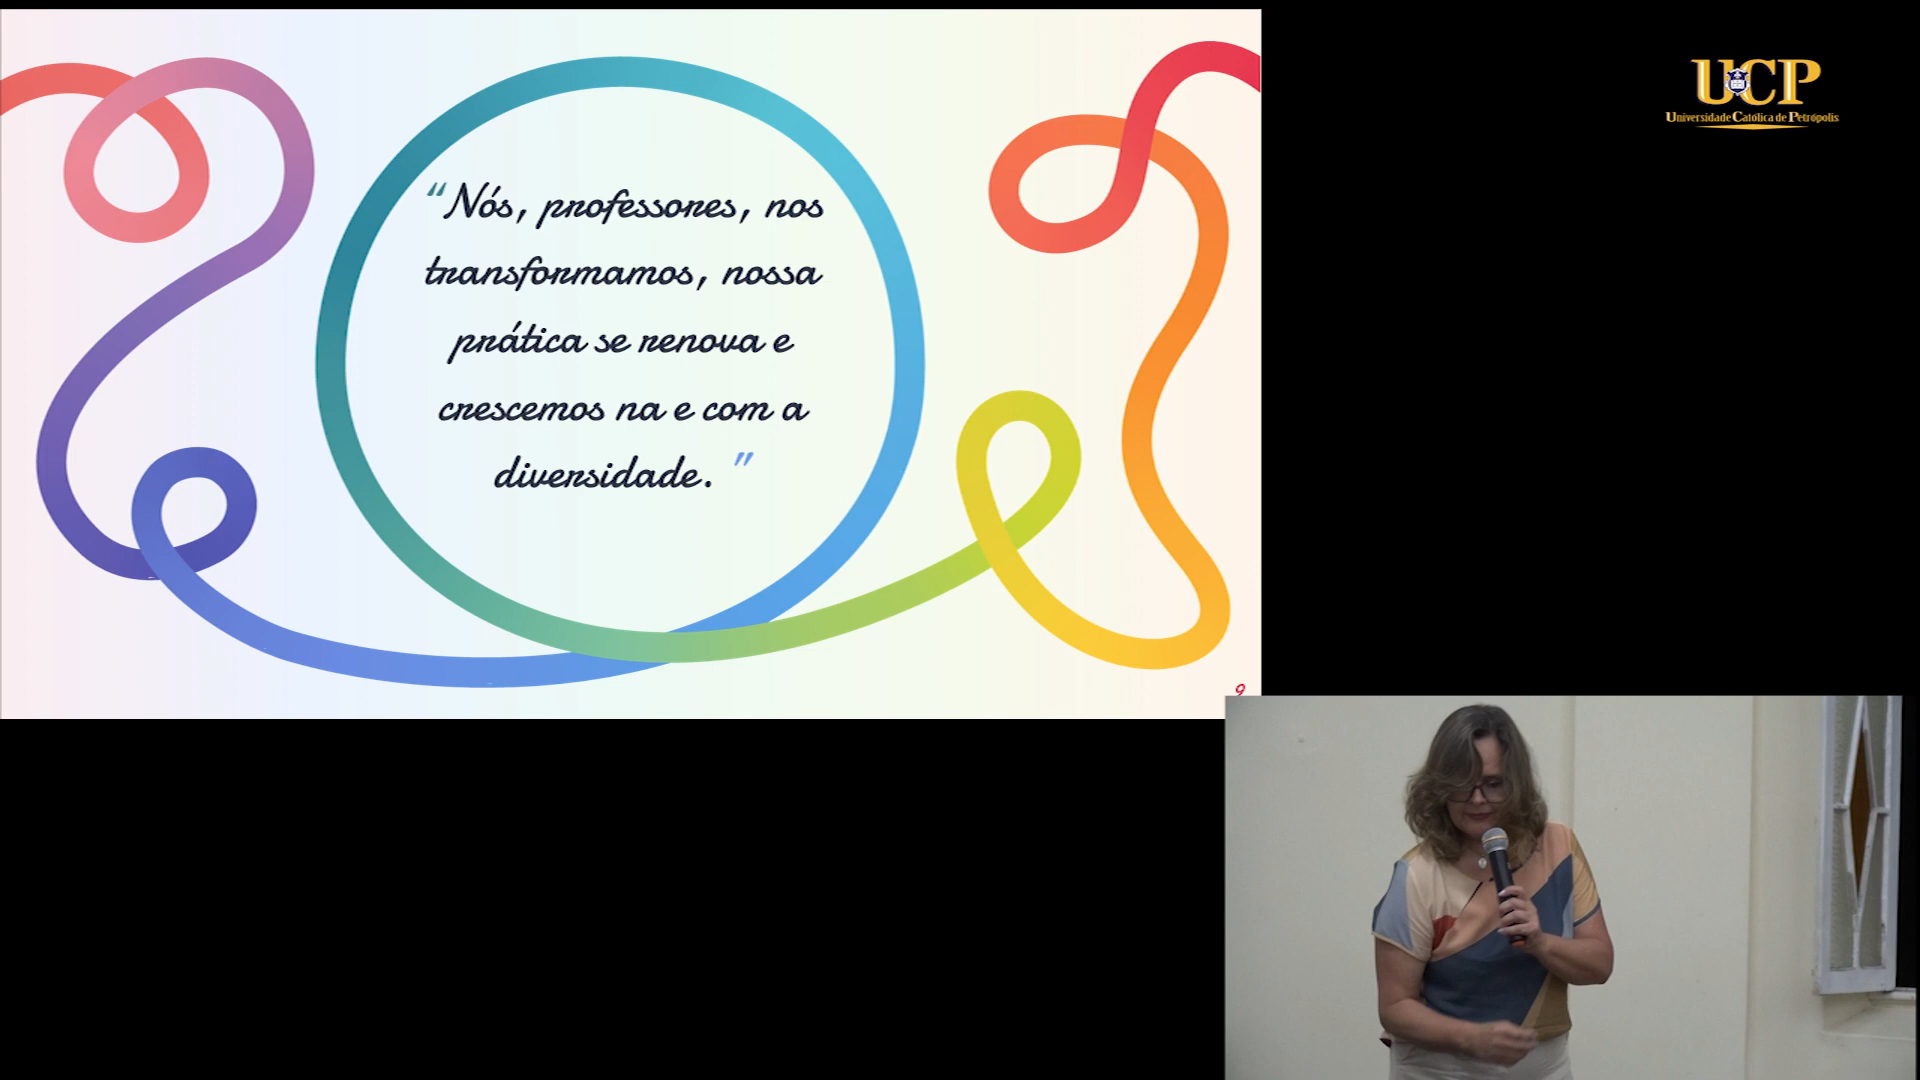 “Nós, professores, nos
transformamos, nossa
prática se renova e
crescemos na e com a
diversidade. ”
9
UCP
Universidade Católica de Petrópolis